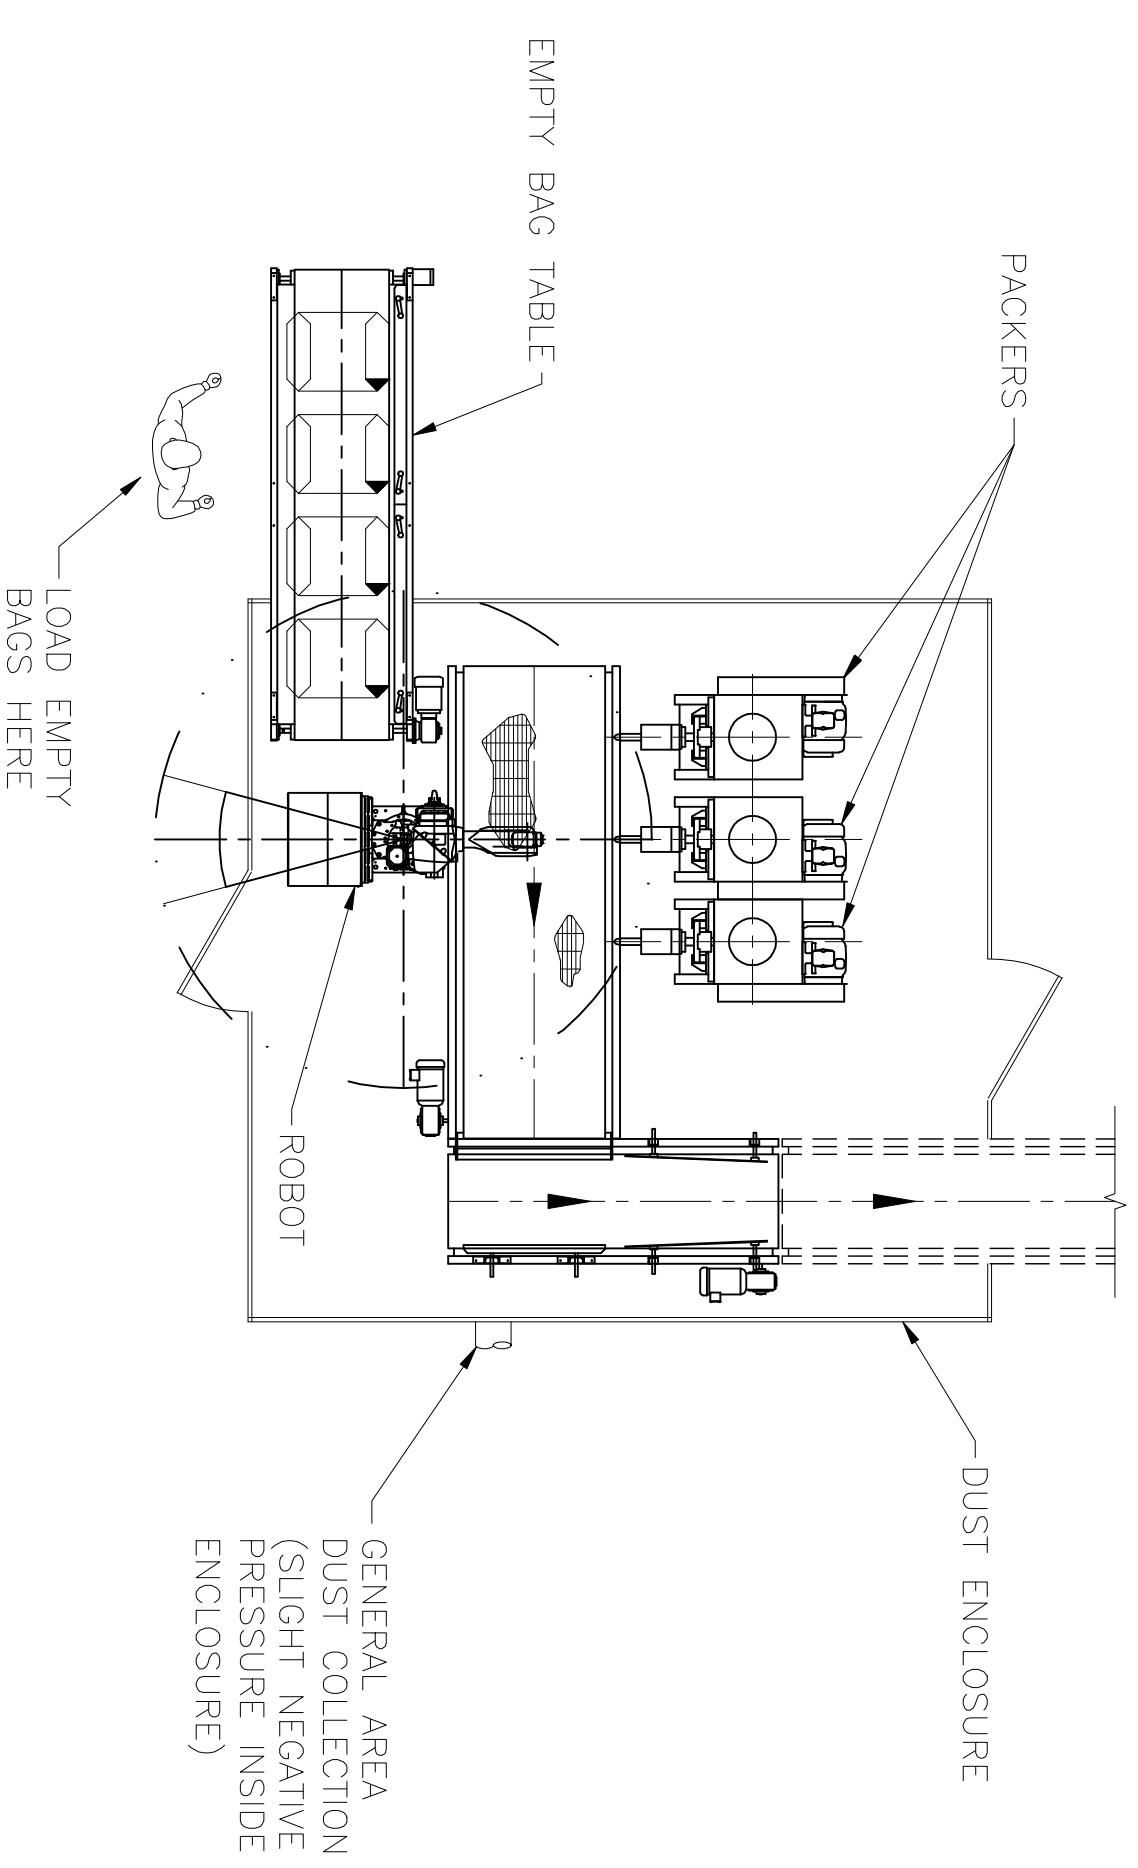 EMPTY BAG TABLE
PACKERS
LOAD EMPTY
BAGS HERE
ROBOT
DUST ENCLOSURE
GENERAL AREA
DUST COLLECTION
(SLIGHT NEGATIVE
PRESSURE INSIDE
ENCLOSURE)